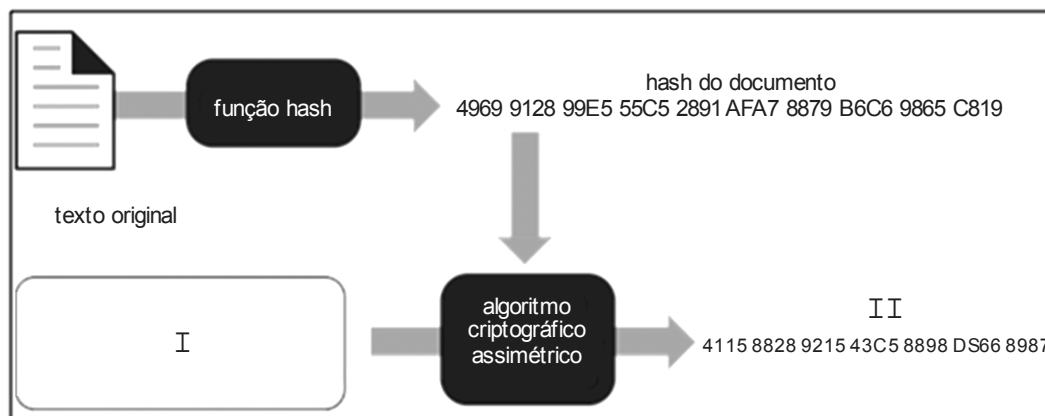 hash do documento
função hash
4969 9128 99E5 55C5 2891 AFA7 8879 B6C6 9865 C819
texto original
I
algoritmo
criptográfico
assimétrico
II
4115 8828 9215 43C5 8898 DS66 8987